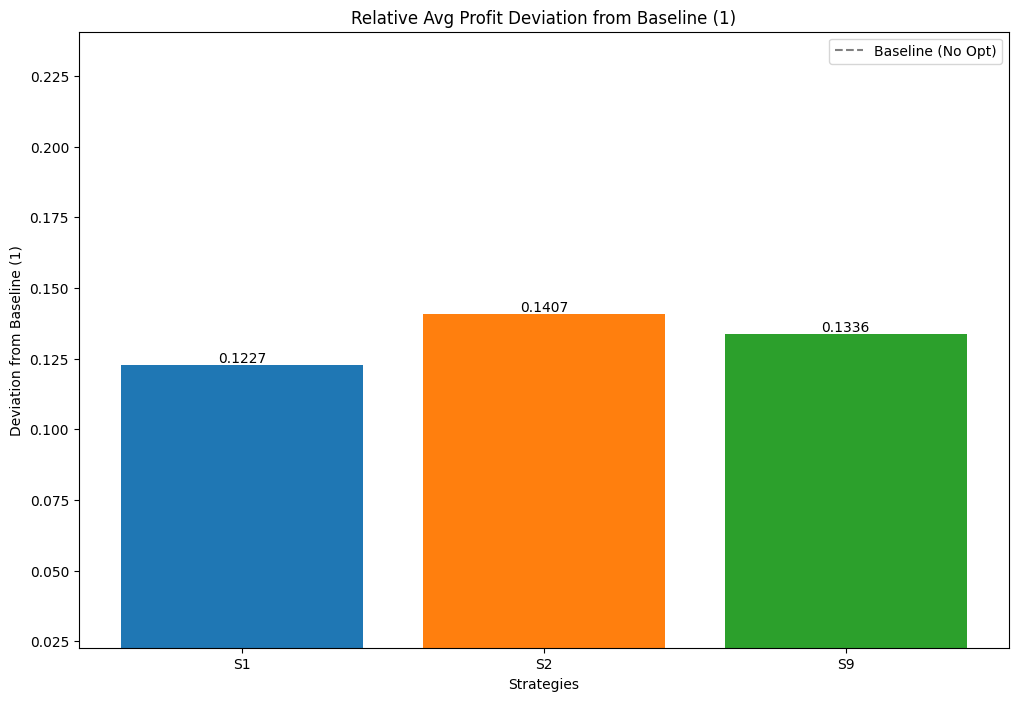 Relative Avg Profit Deviation from Baseline (1)
Baseline (No Opt)
Deviation from Baseline (1)
0.225
0.200
0.175
0.150
0.125
0.100
0.075
0.050
0.025
0.1227
0.1407
0.1336
S1
S2
S9
Strategies